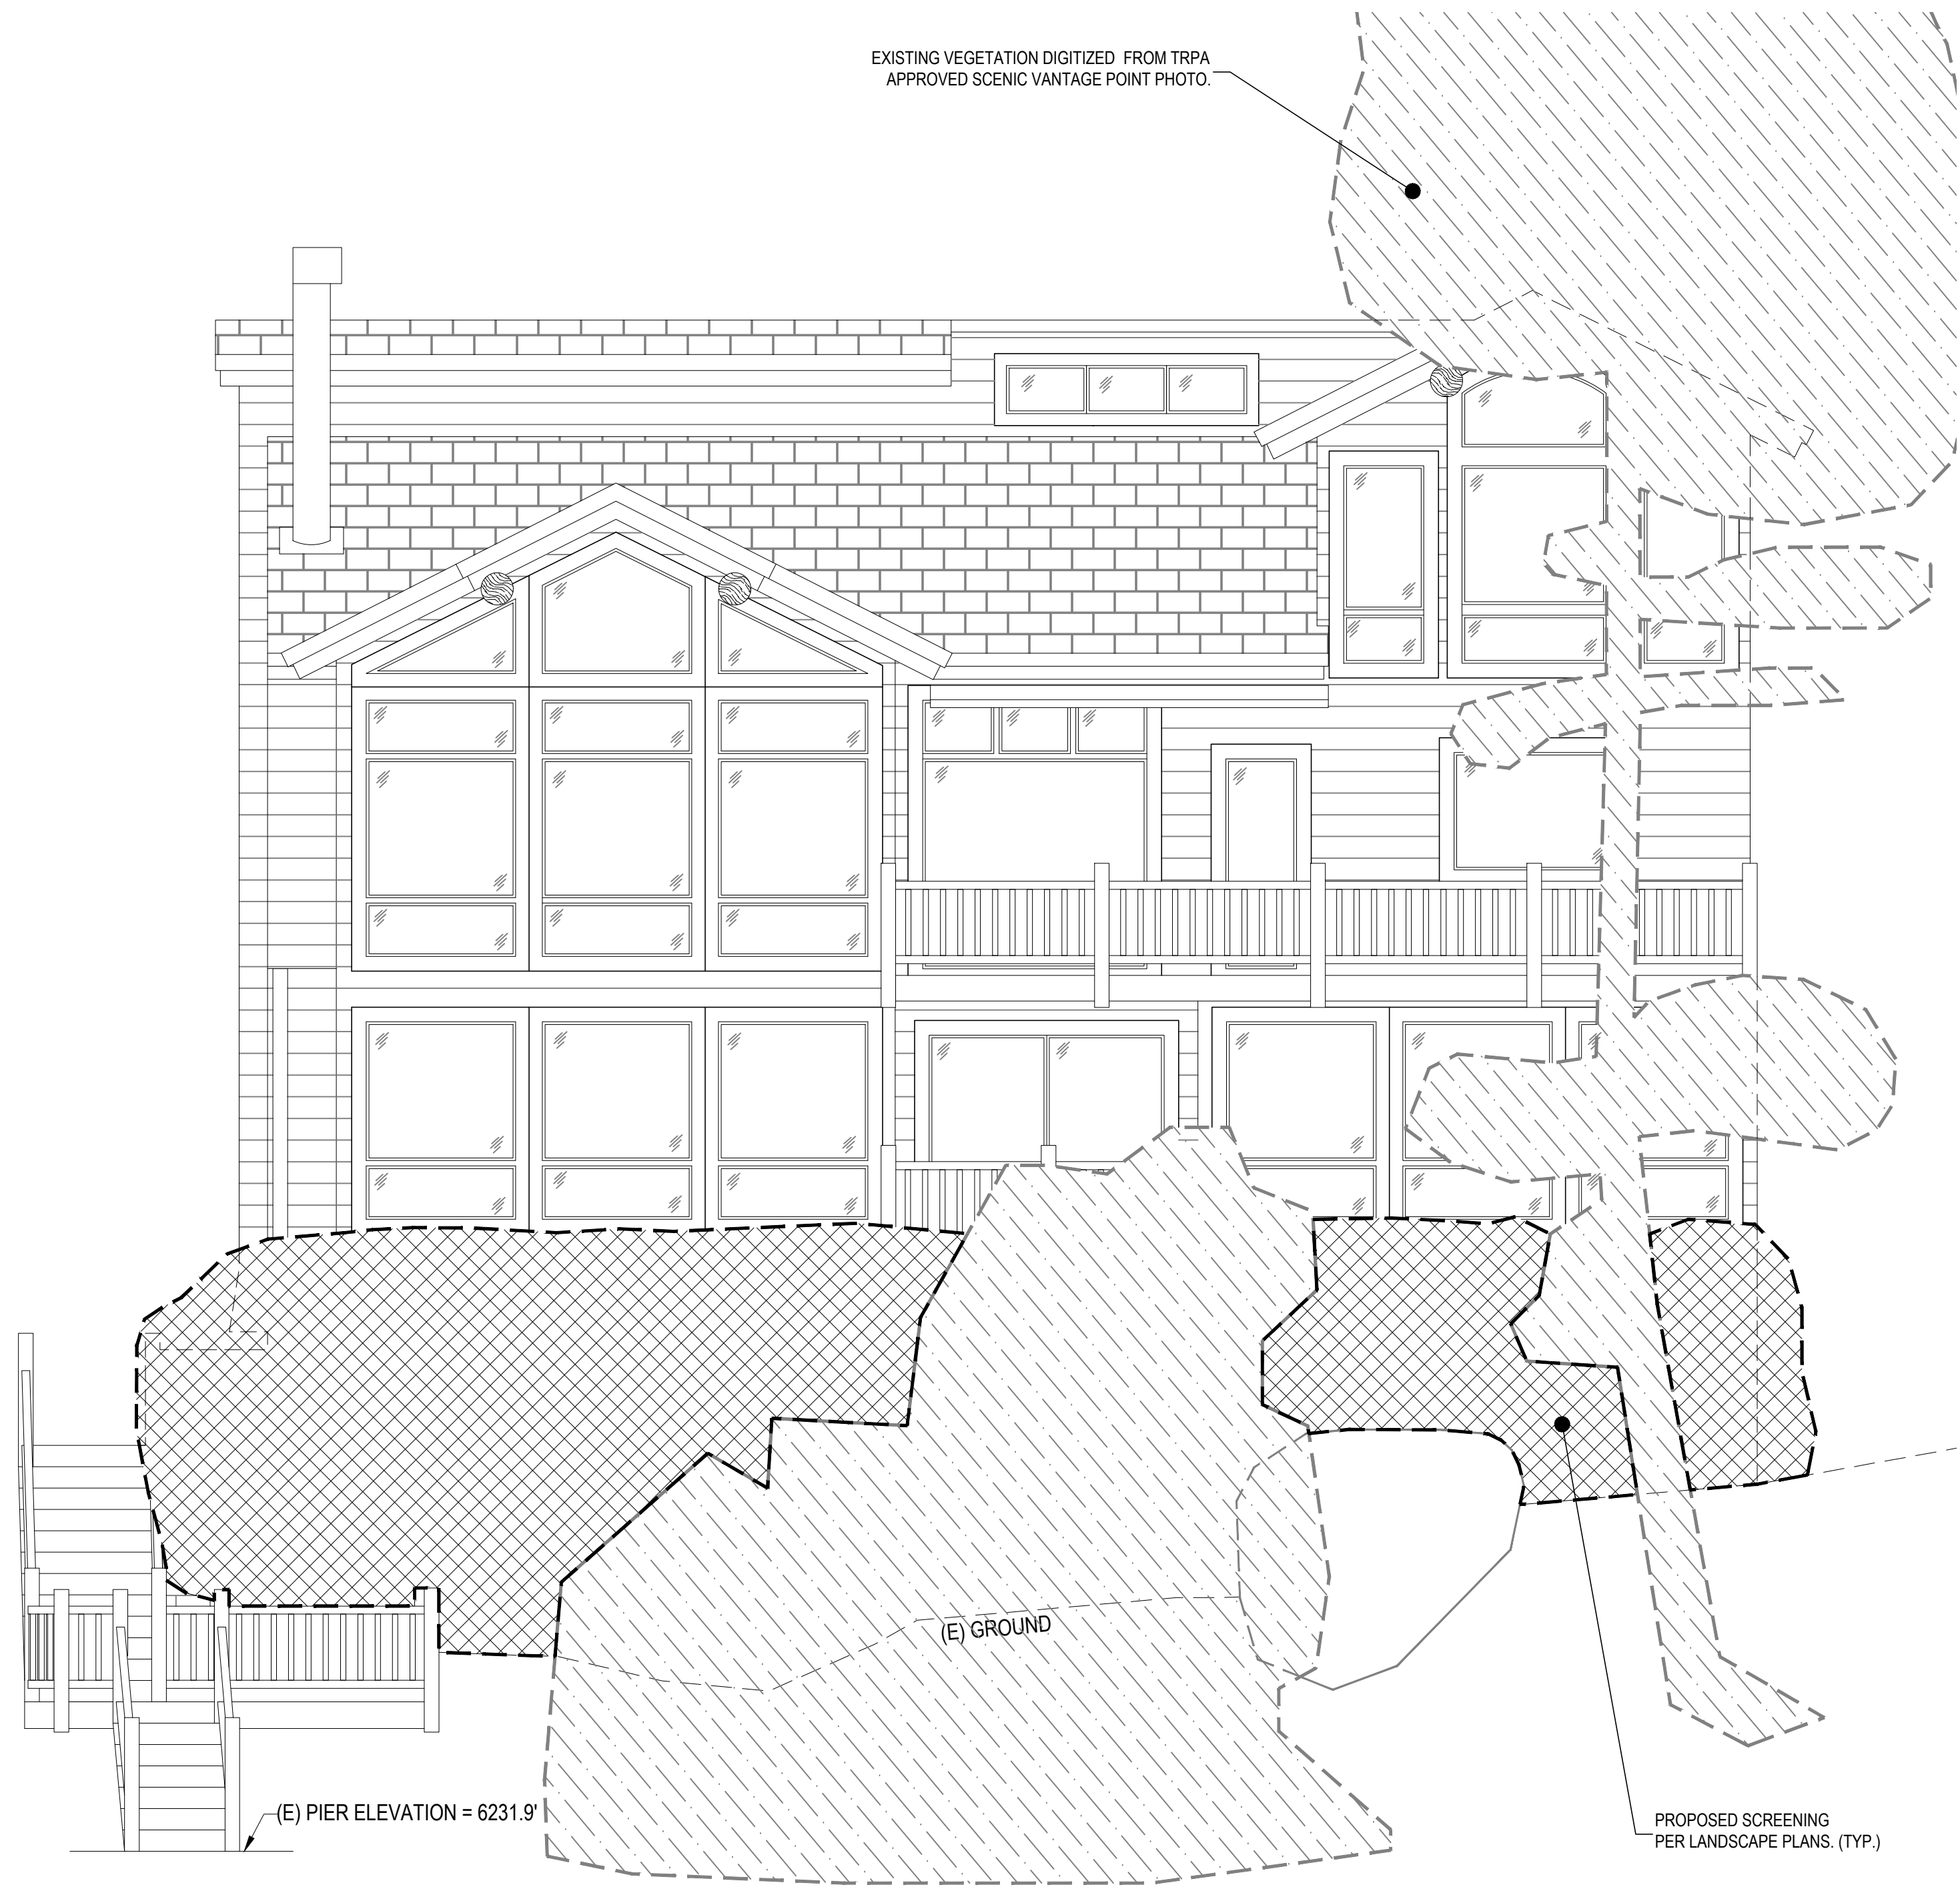 EXISTING VEGETATION DIGITIZED FROM TRPA
APPROVED SCENIC VANTAGE POINT PHOTO.
(E) GROUND
(E) PIER ELEVATION = 6231.9'
PROPOSED SCREENING
PER LANDSCAPE PLANS. (TYP.)